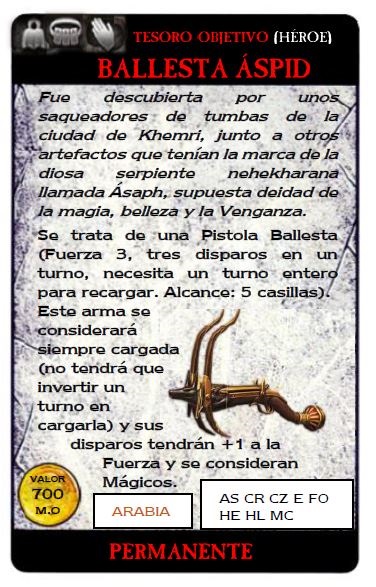 TESORO OBJETIVO (HÉROE)
BALLESTA ÁSPID
Fue descubierta por unos
saqueadores de tumbas de la
ciudad de Khemri, junto a otros
artefactos que tenían la marca de la
diosa serpiente nehekharana
llamada Ásaph, supuesta deidad de
la magia, belleza y la Venganza.
Se trata de una Pistola Ballesta
(Fuerza 3, tres disparos en un
turno, necesita un turno entero
para recargar. Alcance: 5 casillas).
Este arma se
considerará
siempre cargada
(no tendrá que
invertir un
turno en
cargarla) y sus
disparos tendrán +1 a la
Fuerza y se consideran
Mágicos.
VALOR
700
M.O
ARABIA
AS CR CZ E FO
HE HL MC
PERMANENTE